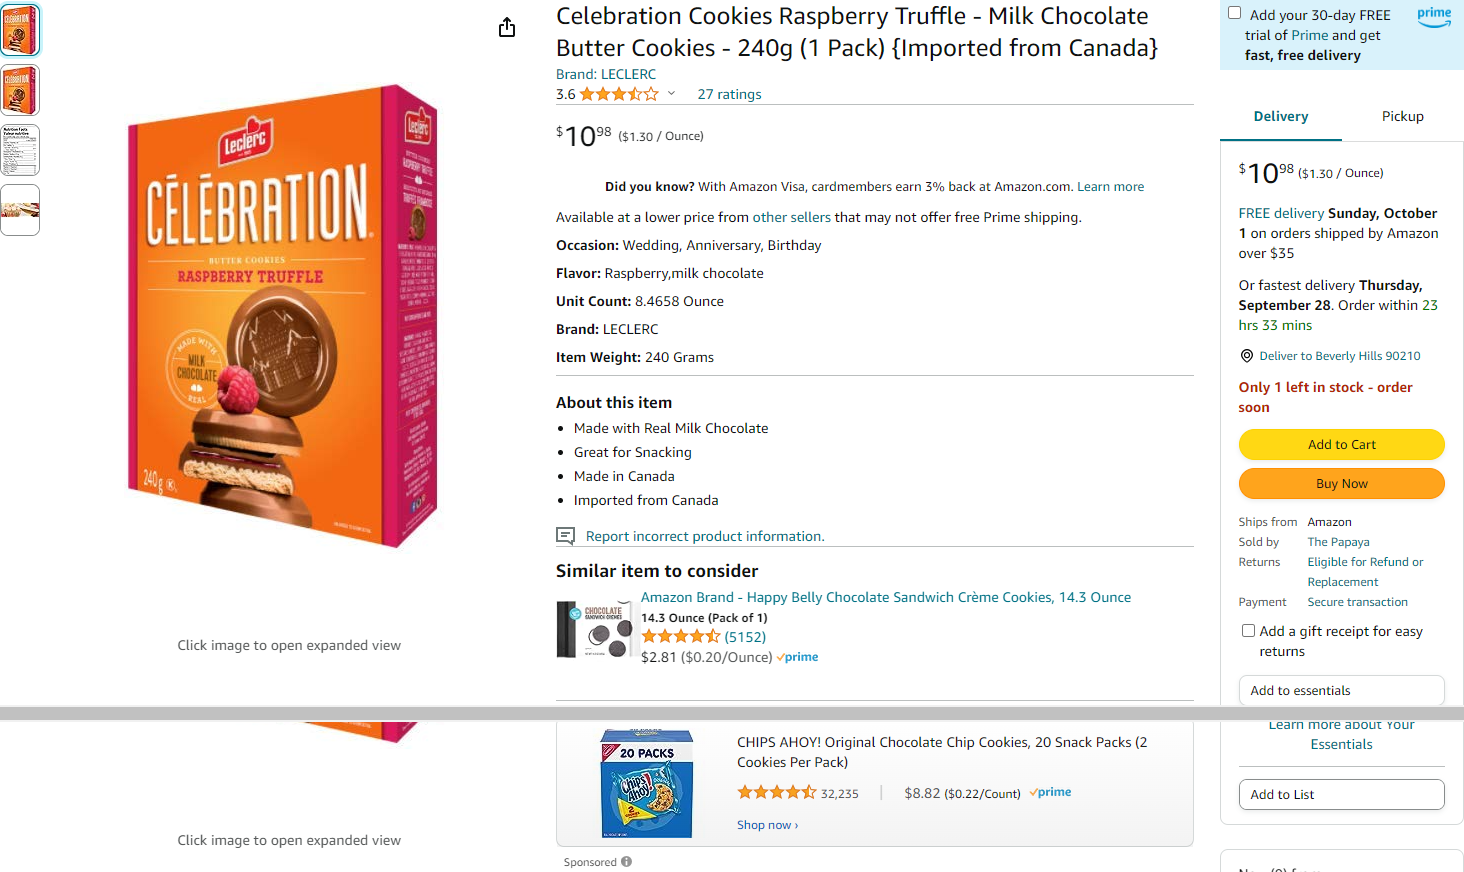 Celebration Cookies Raspberry Truffle - Milk Chocolate
Butter Cookies - 240g (1 Pack) {Imported from Canada}
Brand: LECLERC
3.6
27 ratings
$10.98 ($1.30 / Ounce)
Did you know? With Amazon Visa, cardmembers earn 3% back at Amazon.com. Learn more
Available at a lower price from other sellers that may not offer free Prime shipping.
Occasion: Wedding, Anniversary, Birthday
Flavor: Raspberry,milk chocolate
Unit Count: 8.4658 Ounce
Brand: LECLERC
Item Weight: 240 Grams
About this item
• Made with Real Milk Chocolate
• Great for Snacking
• Made in Canada
• Imported from Canada
Report incorrect product information.
Similar item to consider
Amazon Brand - Happy Belly Chocolate Sandwich Crème Cookies, 14.3 Ounce
14.3 Ounce (Pack of 1)
(5152)
$2.81 ($0.20/Ounce) prime
CHOCOLATE
SANDWICH CREMES
Leclerc
CÉLÉBRATION
BUTTER COOKIES
RASPBERRY TRUFFLE
MADE WITH
MILK
CHOCOLATE
REAL
240g
Leclerc
Click image to open expanded view
Add your 30-day FREE
trial of Prime and get
fast, free delivery
prime
Delivery
Pickup
$10.98 ($1.30 / Ounce)
FREE delivery Sunday, October
1 on orders shipped by Amazon
over $35
Or fastest delivery Thursday,
September 28. Order within 23
hrs 33 mins
Deliver to Beverly Hills 90210
Only 1 left in stock - order
soon
Add to Cart
Buy Now
Ships from Amazon
Sold by The Papaya
Returns Eligible for Refund or
Replacement
Payment Secure transaction
Add a gift receipt for easy
returns
Add to essentials
Click image to open expanded view
20 PACKS
Chips
Ahoy!
2
CHIPS AHOY! Original Chocolate Chip Cookies, 20 Snack Packs (2
Cookies Per Pack)
32,235
$8.82 ($0.22/Count) prime
Shop now ›
Sponsored
Learn more about Your
Essentials
Add to List